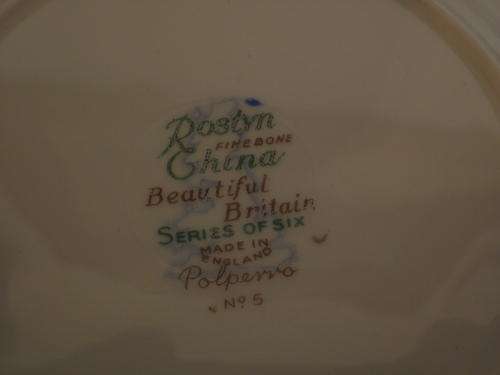 Roslyn
FINE BONE
China
Beautiful
Britain
SERIES OF SIX
MADE IN
ENGLAND
Polperro
No 5